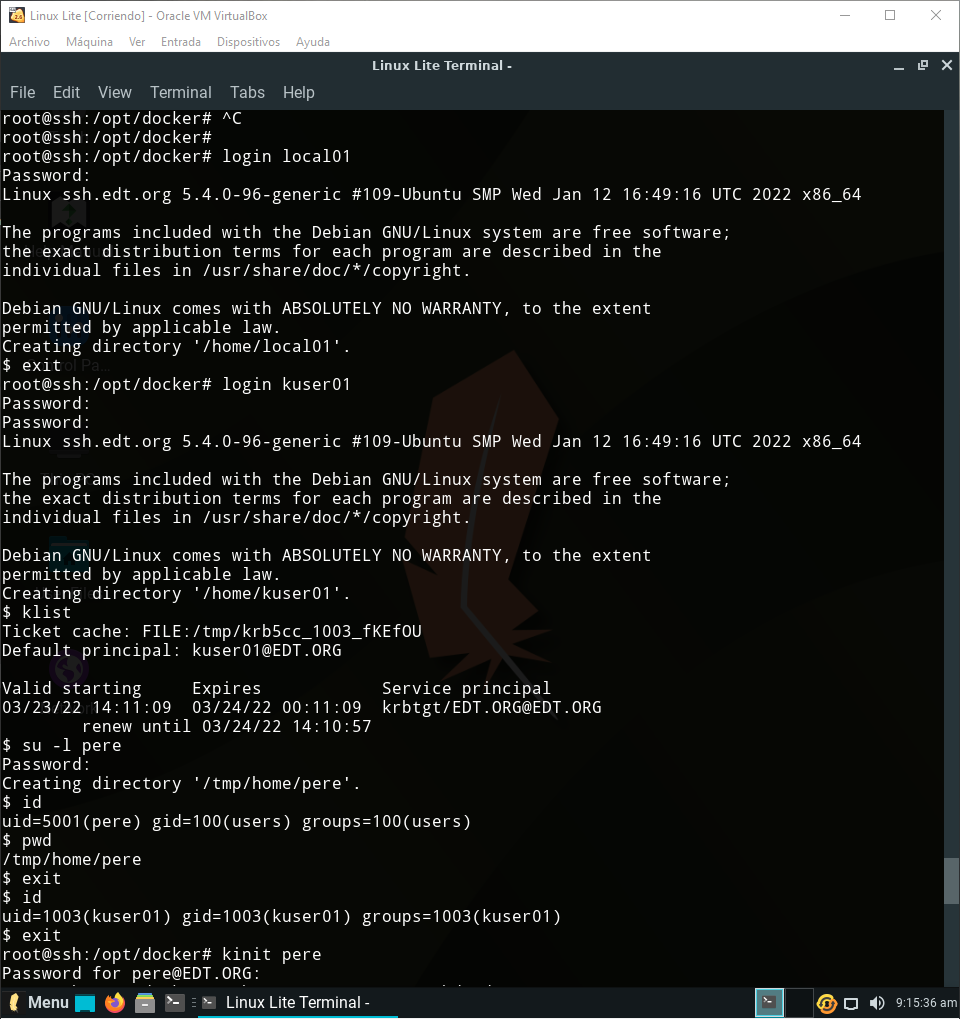 Linux Lite [Corriendo] - Oracle VM VirtualBox
Archivo Máquina Ver Entrada Dispositivos Ayuda
Linux Lite Terminal -
File Edit View Terminal Tabs Help
root@ssh:/opt/docker# ^C
root@ssh:/opt/docker#
root@ssh:/opt/docker# login local01
Password:
Linux ssh.edt.org 5.4.0-96-generic #109-Ubuntu SMP Wed Jan 12 16:49:16 UTC 2022 x86_64
The programs included with the Debian GNU/Linux system are free software;
the exact distribution terms for each program are described in the
individual files in /usr/share/doc/*/copyright.
Debian GNU/Linux comes with ABSOLUTELY NO WARRANTY, to the extent
permitted by applicable law.
Creating directory '/home/local01'.
$ exit
root@ssh:/opt/docker# login kuser01
Password:
Password:
Linux ssh.edt.org 5.4.0-96-generic #109-Ubuntu SMP Wed Jan 12 16:49:16 UTC 2022 x86_64
The programs included with the Debian GNU/Linux system are free software;
the exact distribution terms for each program are described in the
individual files in /usr/share/doc/*/copyright.
Debian GNU/Linux comes with ABSOLUTELY NO WARRANTY, to the extent
permitted by applicable law.
Creating directory '/home/kuser01'.
$ klist
Ticket cache: FILE:/tmp/krb5cc_1003_fKEfOU
Default principal: kuser01@EDT.ORG
Valid starting     Expires            Service principal
03/23/22 14:11:09  03/24/22 00:11:09  krbtgt/EDT.ORG@EDT.ORG
        renew until 03/24/22 14:10:57
$ su -l pere
Password:
Creating directory '/tmp/home/pere'.
$ id
uid=5001(pere) gid=100(users) groups=100(users)
$ pwd
/tmp/home/pere
$ exit
$ id
uid=1003(kuser01) gid=1003(kuser01) groups=1003(kuser01)
$ exit
root@ssh:/opt/docker# kinit pere
Password for pere@EDT.ORG:
Menu Linux Lite Terminal - 9:15:36 am